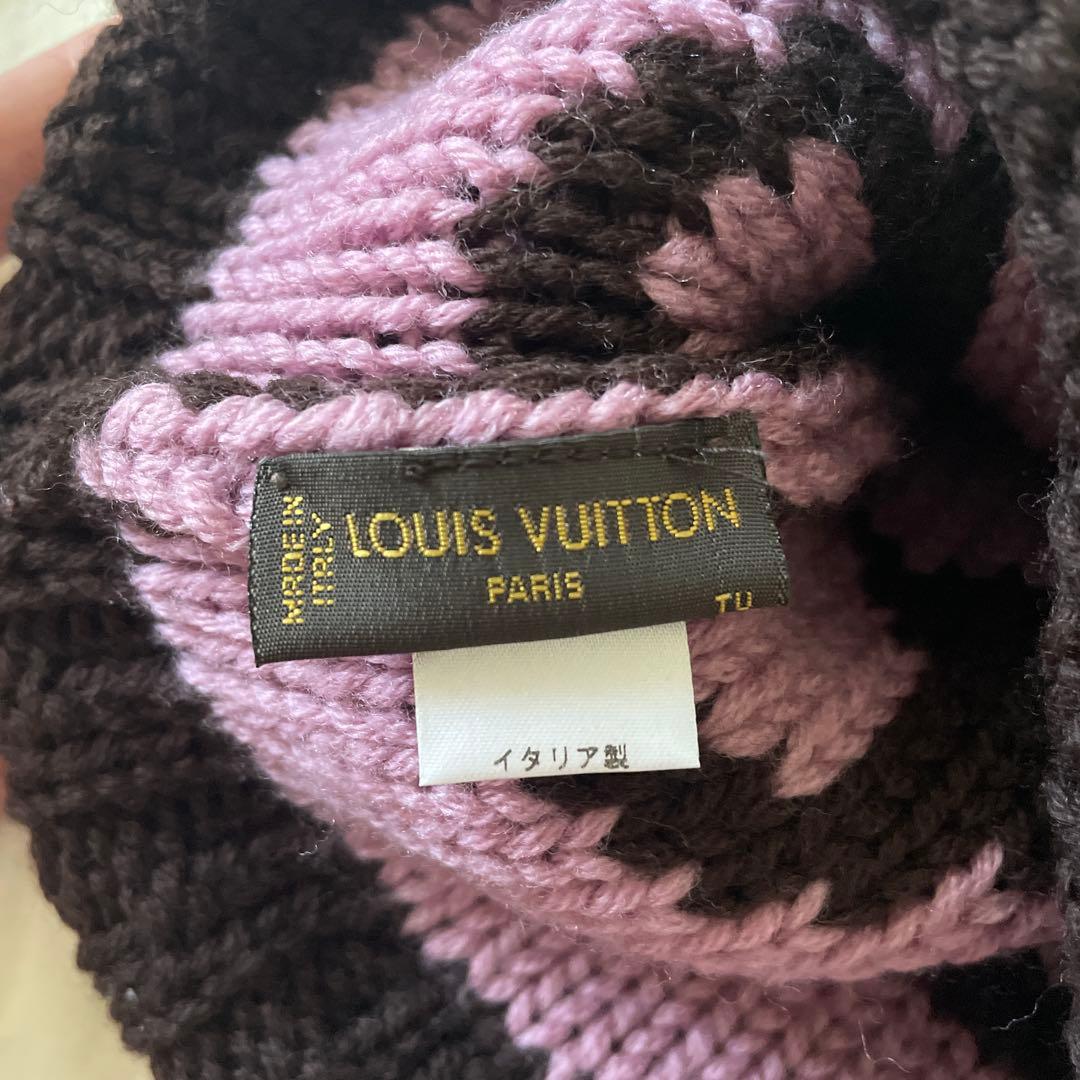 MADE IN
ITALY
LOUIS VUITTON
PARIS
TU
イタリア製